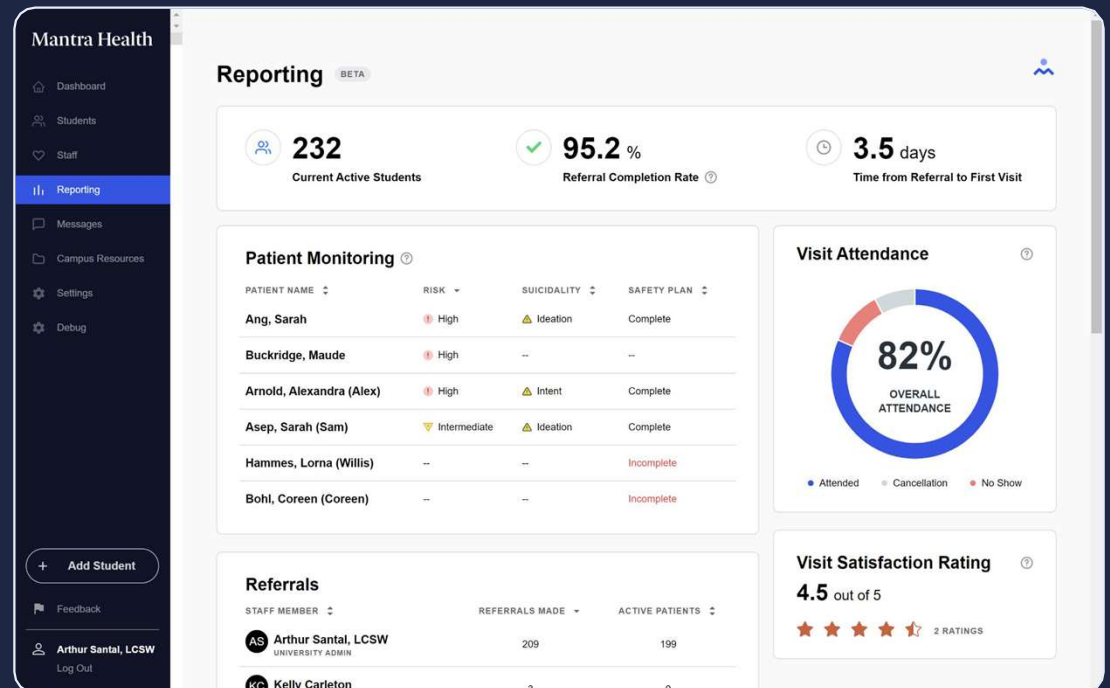 Mantra Health
Dashboard
Students
Staff
Reporting
Messages
Campus Resources
Settings
Debug
+ Add Student
Feedback
Arthur Santal, LCSW
Log Out
Reporting BETA
232
Current Active Students
95.2 %
Referral Completion Rate ?
3.5 days
Time from Referral to First Visit
Patient Monitoring ?
PATIENT NAME RISK SUICIDALITY SAFETY PLAN
Ang, Sarah High Ideation Complete
Buckridge, Maude High -- --
Arnold, Alexandra (Alex) High Intent Complete
Asep, Sarah (Sam) Intermediate Ideation Complete
Hammes, Lorna (Willis) -- -- Incomplete
Bohl, Coreen (Coreen) -- -- Incomplete
Visit Attendance ?
82%
OVERALL
ATTENDANCE
Attended Cancellation No Show
Referrals
STAFF MEMBER REFERRALS MADE ACTIVE PATIENTS
AS Arthur Santal, LCSW 209 199
UNIVERSITY ADMIN
KC Kelly Carleton
Visit Satisfaction Rating ?
4.5 out of 5
2 RATINGS